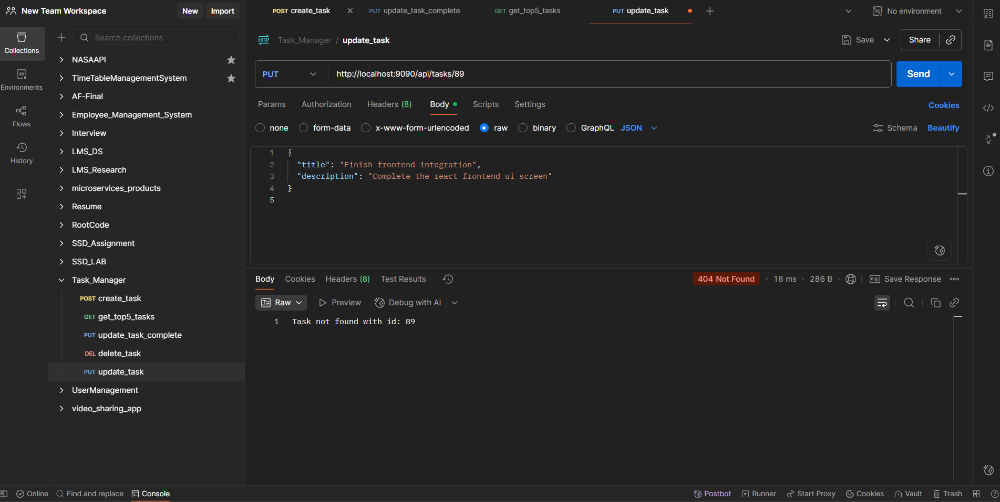 New Team Workspace
New
Import
POST create_task
PUT update_task_complete
GET get_top5_tasks
PUT update_task
No environment
Collections
Environments
Flows
History
Search collections
NASAAPI
TimeTableManagementSystem
AF-Final
Employee_Management_System
Interview
LMS_DS
LMS_Research
microservices_products
Resume
RootCode
SSD_Assignment
SSD_LAB
Task_Manager
POST create_task
GET get_top5_tasks
PUT update_task_complete
DEL delete_task
PUT update_task
UserManagement
video_sharing_app
HTTP Task_Manager / update_task
Save
Share
PUT
http://localhost:9090/api/tasks/89
Send
Params Authorization Headers (8) Body Scripts Settings
Cookies
none form-data x-www-form-urlencoded raw binary GraphQL JSON
Schema Beautify
1 {
2 "title": "Finish frontend integration",
3 "description": "Complete the react frontend ui screen"
4 }
5
Body Cookies Headers (8) Test Results
404 Not Found • 18 ms • 286 B •
e.g. Save Response
Raw Preview Debug with AI
1 Task not found with id: 89
Online Find and replace Console
Postbot Runner Start Proxy Cookies Vault Trash